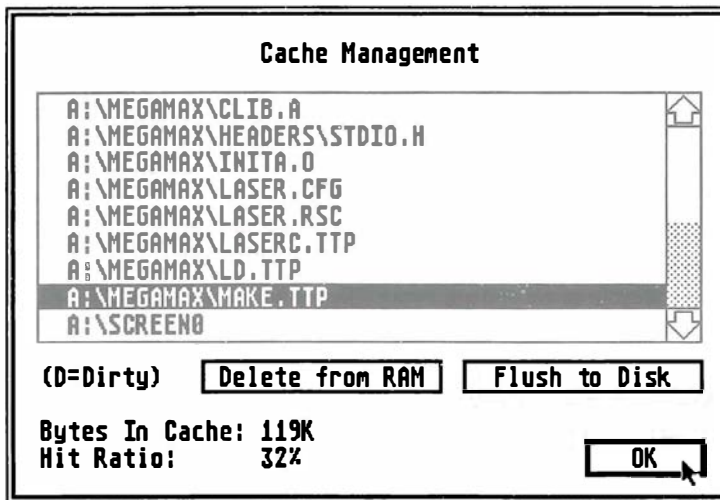 Cache Management
A:\MEGAMAX\CLIB.A
A:\MEGAMAX\HEADERS\STDIO.H
A:\MEGAMAX\INITA.O
A:\MEGAMAX\LASER.CFG
A:\MEGAMAX\LASER.RSC
A:\MEGAMAX\LASERC.TTP
A:\MEGAMAX\LD.TTP
A:\MEGAMAX\MAKE.TTP
A:\SCREEN0
(D=Dirty) Delete from RAM Flush to Disk
Bytes In Cache: 119K
Hit Ratio: 32% OK